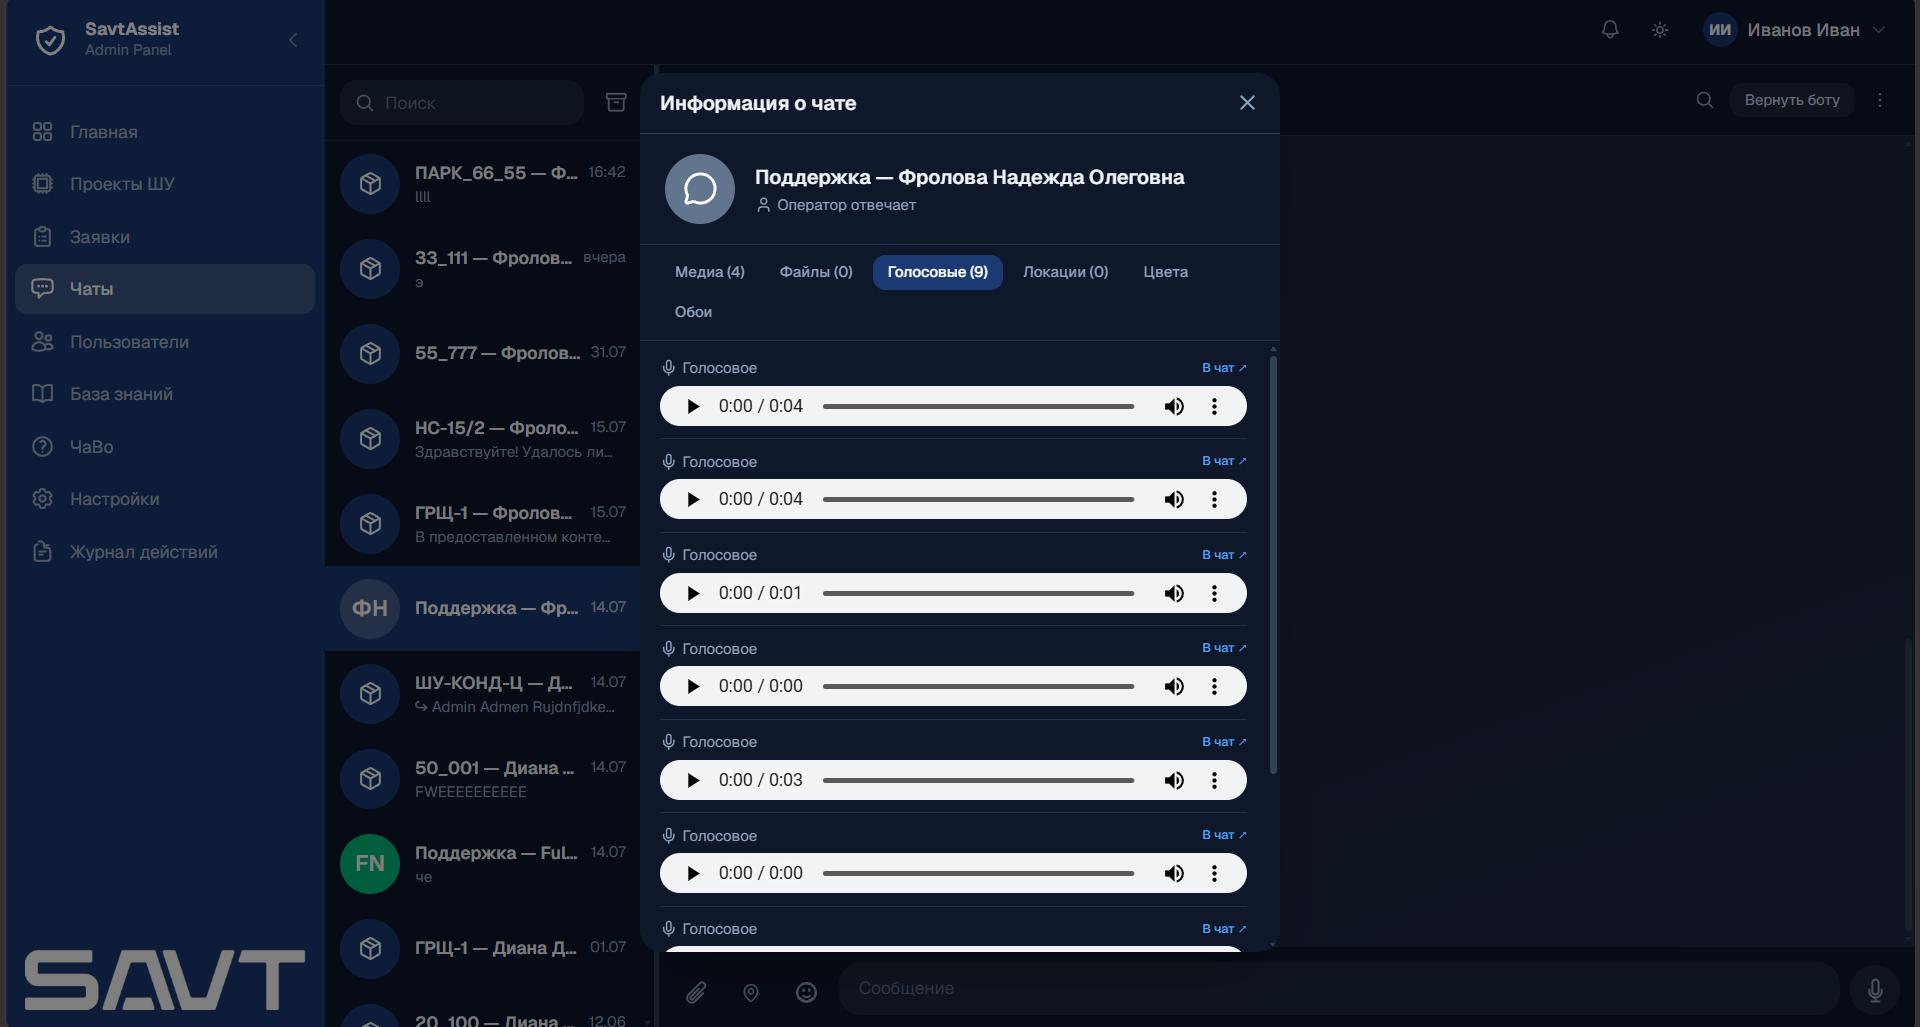 SavtAssist
Admin Panel
Главная
Проекты ШУ
Заявки
Чаты
Пользователи
База знаний
ЧаВо
Настройки
Журнал действий
SAVT
Поиск
ПАРК_66_55 — Ф... 16:42
llll
33_111 — Фролов... вчера
э
55_777 — Фролов... 31.07
НС-15/2 — Фроло... 15.07
Здравствуйте! Удалось ли...
ГРЩ-1 — Фролов... 15.07
В предоставленном конте...
ФН
Поддержка — Фр... 14.07
ШУ-КОНД-Ц — Д... 14.07
Admin Admen Rujdnfjdke...
50_001 — Диана ... 14.07
FWEEEEEEEEEE
FN
Поддержка — Ful... 14.07
че
ГРЩ-1 — Диана Д... 01.07
20_100 — Диана ... 12.06
ИИ Иванов Иван
Вернуть боту
Информация о чате
Поддержка — Фролова Надежда Олеговна
Оператор отвечает
Медиа (4) Файлы (0) Голосовые (9) Локации (0) Цвета
Обои
Голосовое В чат ↗
0:00 / 0:04
Голосовое В чат ↗
0:00 / 0:04
Голосовое В чат ↗
0:00 / 0:01
Голосовое В чат ↗
0:00 / 0:00
Голосовое В чат ↗
0:00 / 0:03
Голосовое В чат ↗
0:00 / 0:00
Голосовое В чат ↗
Сообщение